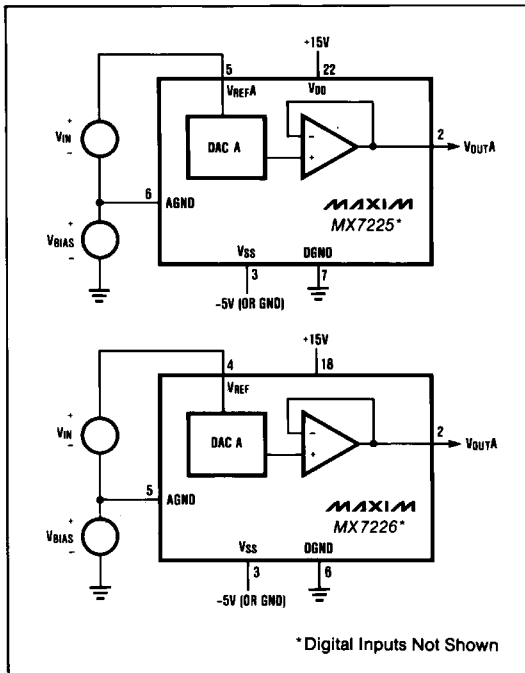 +15V
5
22
VREFA
VDD
VIN
+
−
DAC A
−
+
2
VOUTA
6
AGND
MAXIM
MX7225*
VBIAS
+
−
VSS
DGND
3
7
−5V (OR GND)
+15V
4
18
VREF
VIN
+
−
DAC A
−
+
2
VOUTA
5
AGND
MAXIM
MX7226*
VBIAS
+
−
VSS
DGND
3
6
−5V (OR GND)
*Digital Inputs Not Shown